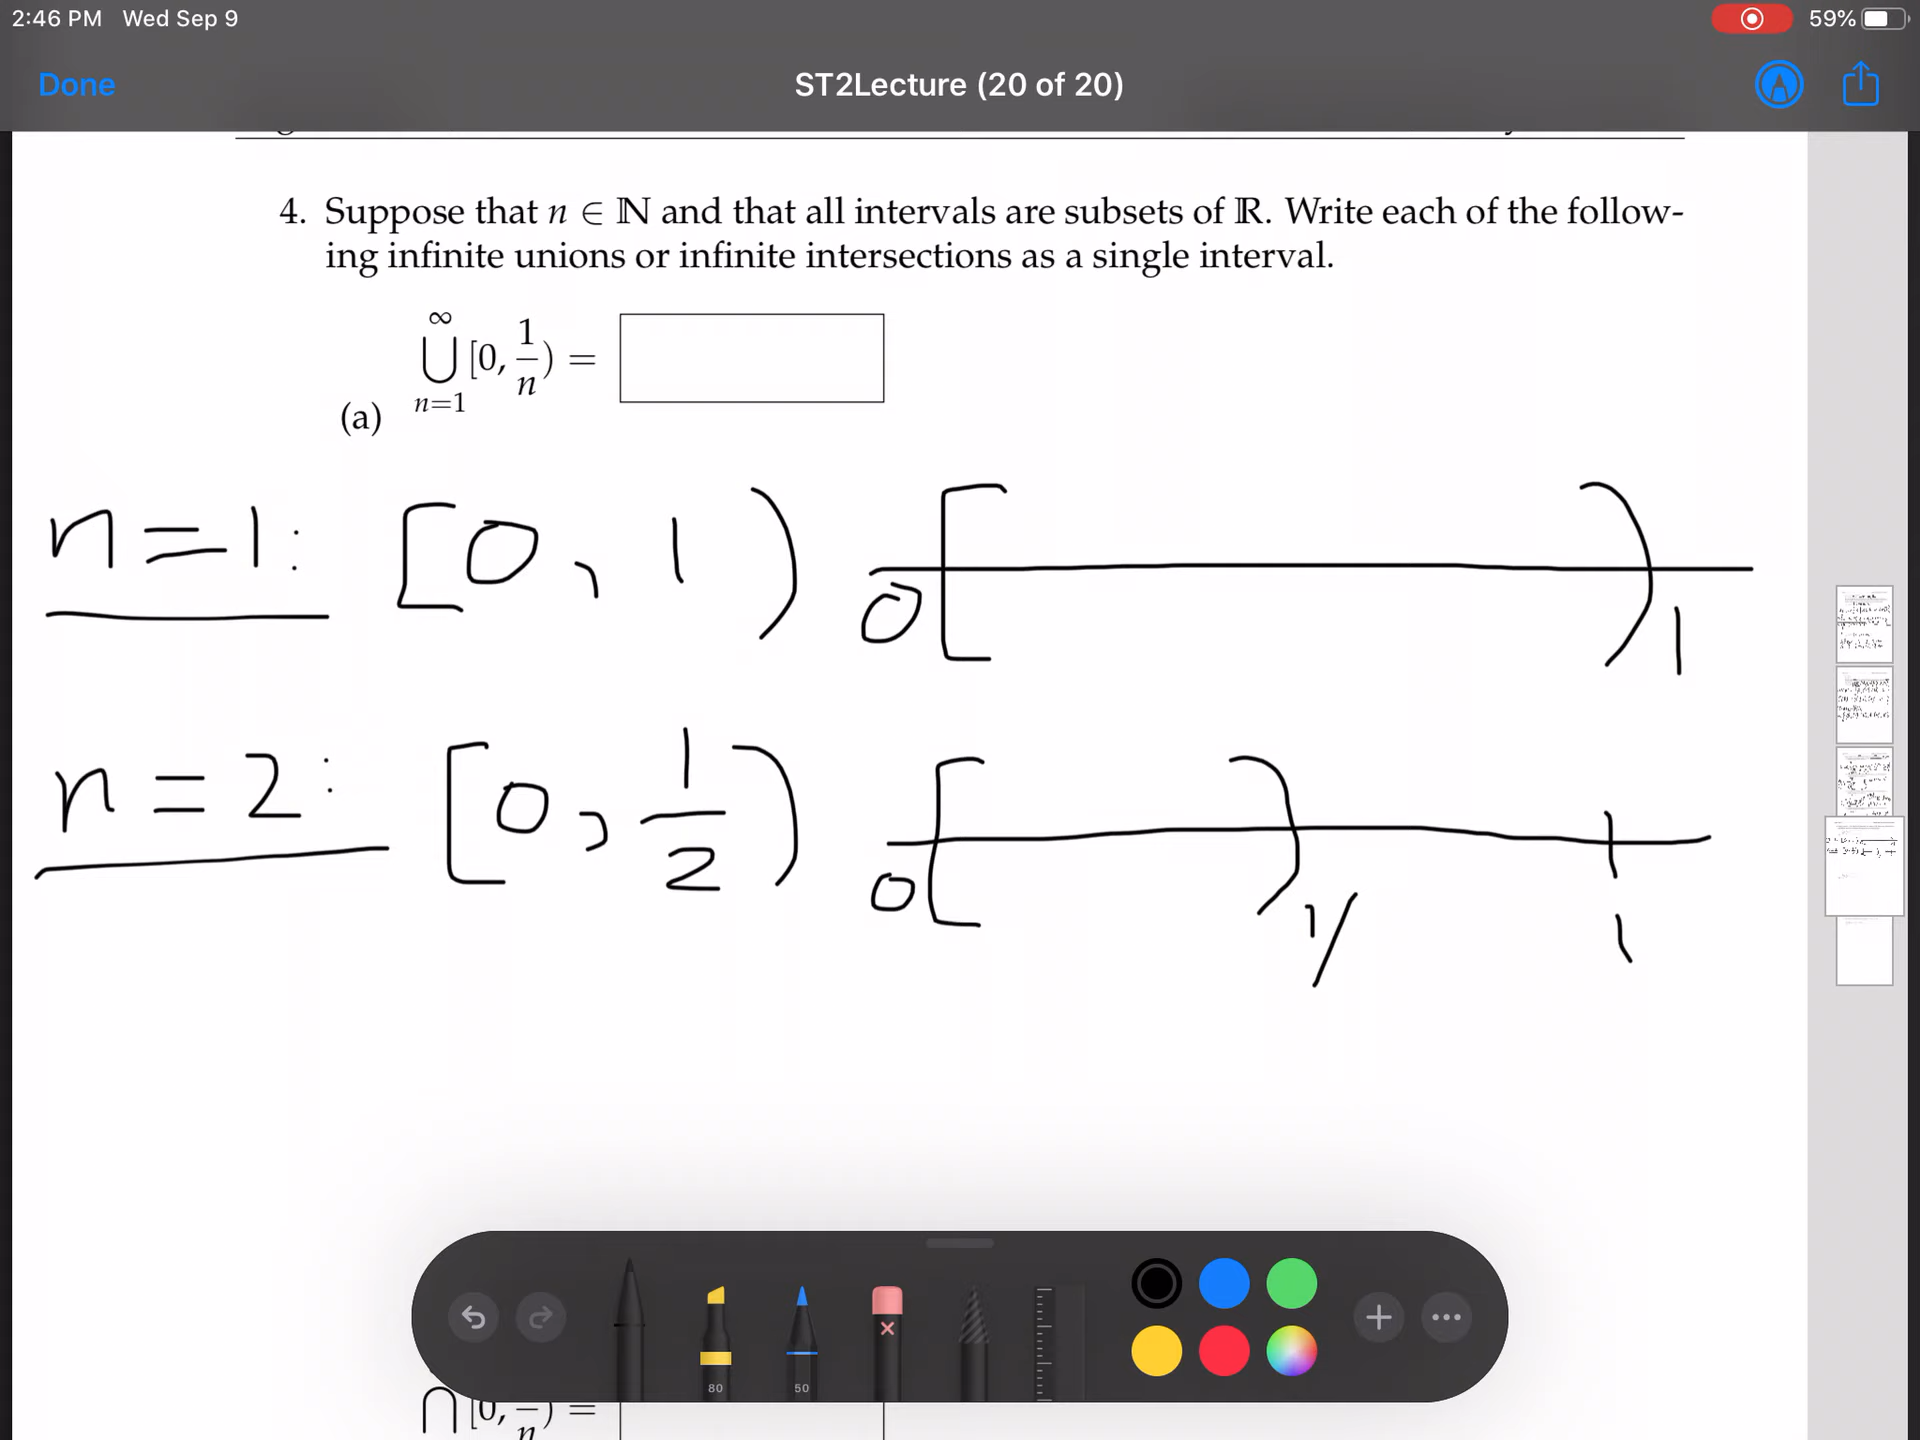 2:46 PM Wed Sep 9
59%
Done
ST2Lecture (20 of 20)
4. Suppose that n ∈ ℕ and that all intervals are subsets of ℝ. Write each of the follow-
ing infinite unions or infinite intersections as a single interval.
(a) ∞ ⋃ n=1 [0, 1/n) =
n=1: [0, 1)
0 [ ) 1
n=2: [0, 1/2)
0 [ ) 1/ 1
80 50
⋂ [0, –/n) =